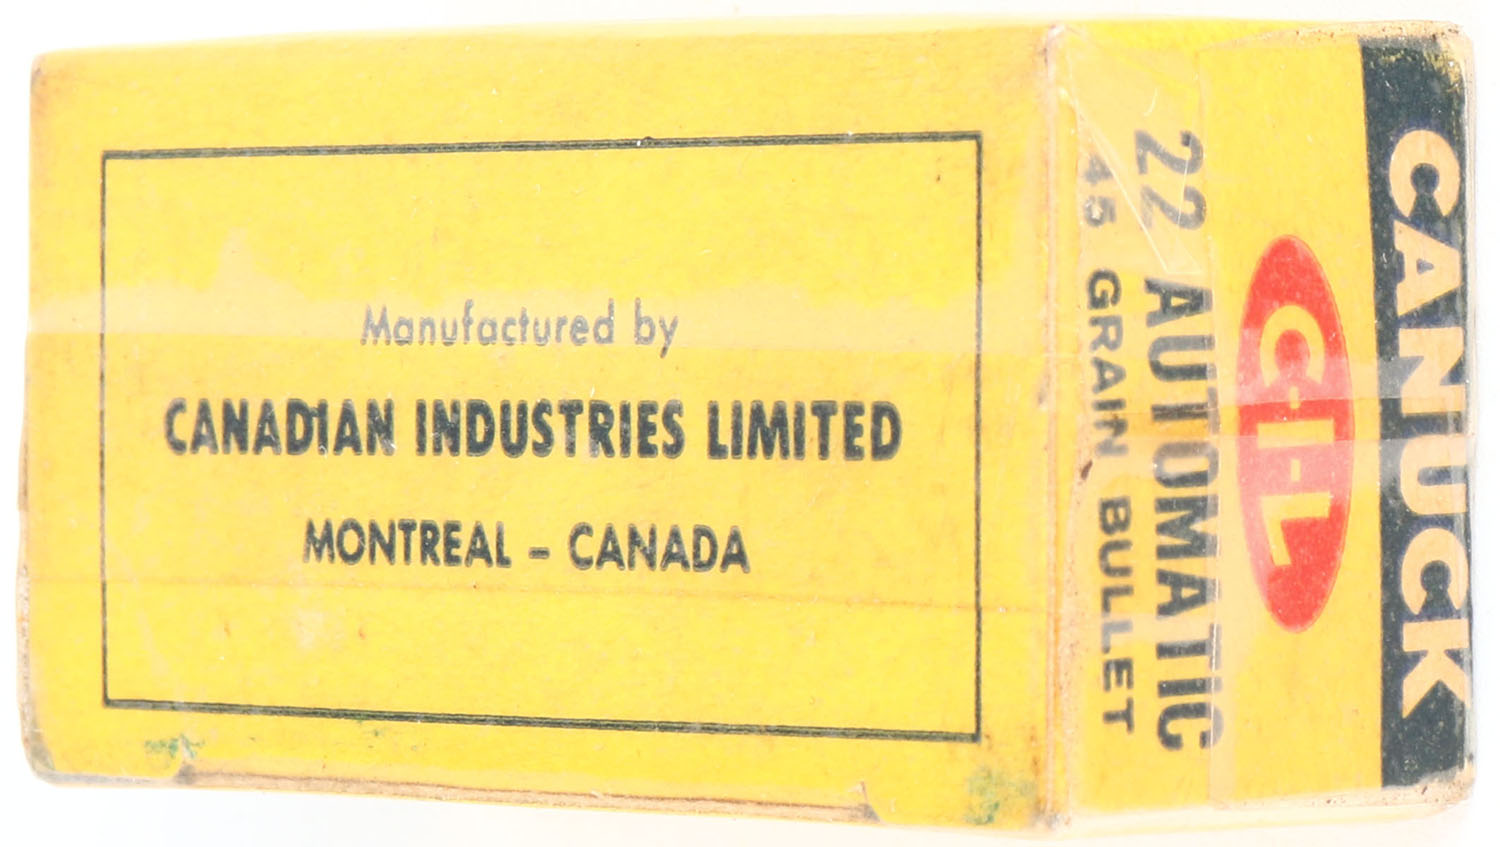 Manufactured by
CANADIAN INDUSTRIES LIMITED
MONTREAL – CANADA
CANUCK
C-I-L
22 AUTOMATIC
45 GRAIN BULLET